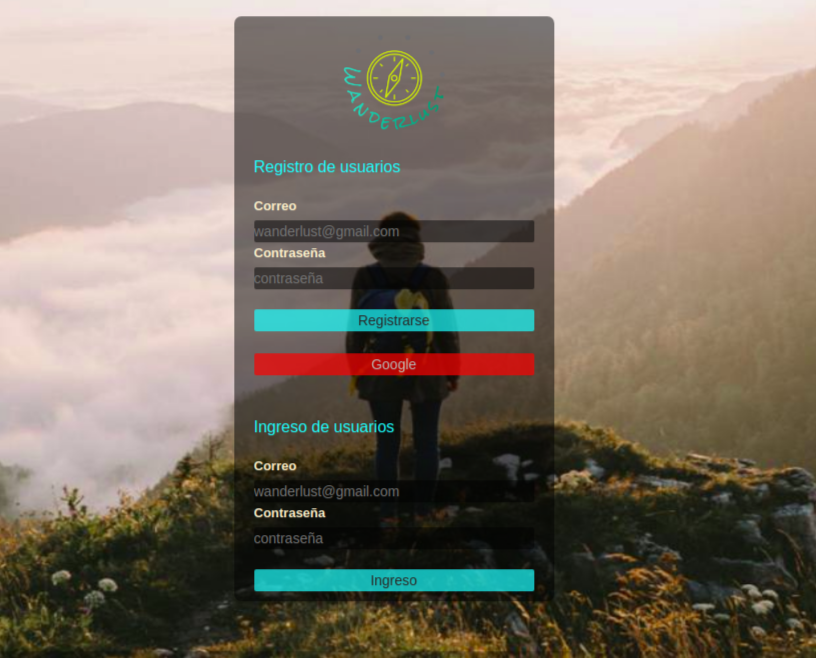 WANDERLUST
Registro de usuarios
Correo
wanderlust@gmail.com
Contraseña
contraseña
Registrarse
Google
Ingreso de usuarios
Correo
wanderlust@gmail.com
Contraseña
contraseña
Ingreso